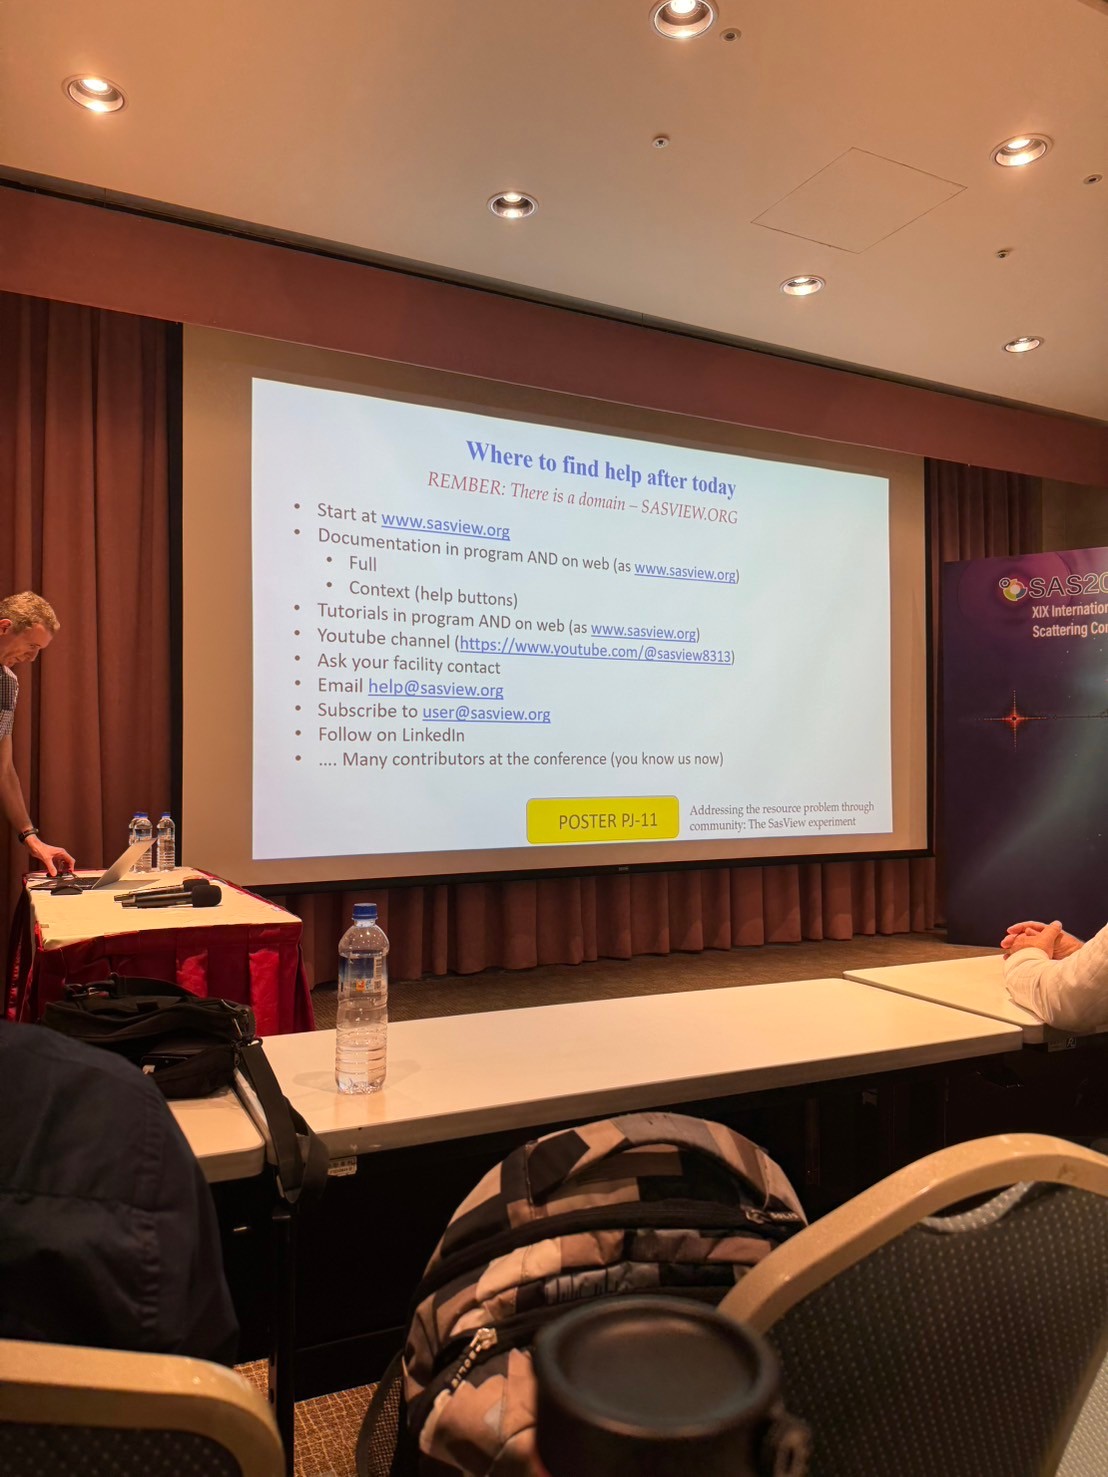 Where to find help after today
REMBER: There is a domain – SASVIEW.ORG
• Start at www.sasview.org
• Documentation in program AND on web (as www.sasview.org)
• Full
• Context (help buttons)
• Tutorials in program AND on web (as www.sasview.org)
• Youtube channel (https://www.youtube.com/@sasview8313)
• Ask your facility contact
• Email help@sasview.org
• Subscribe to user@sasview.org
• Follow on LinkedIn
• .... Many contributors at the conference (you know us now)
POSTER PJ-11
Addressing the resource problem through
community: The SasView experiment
SAS20
XIX Internation
Scattering Con